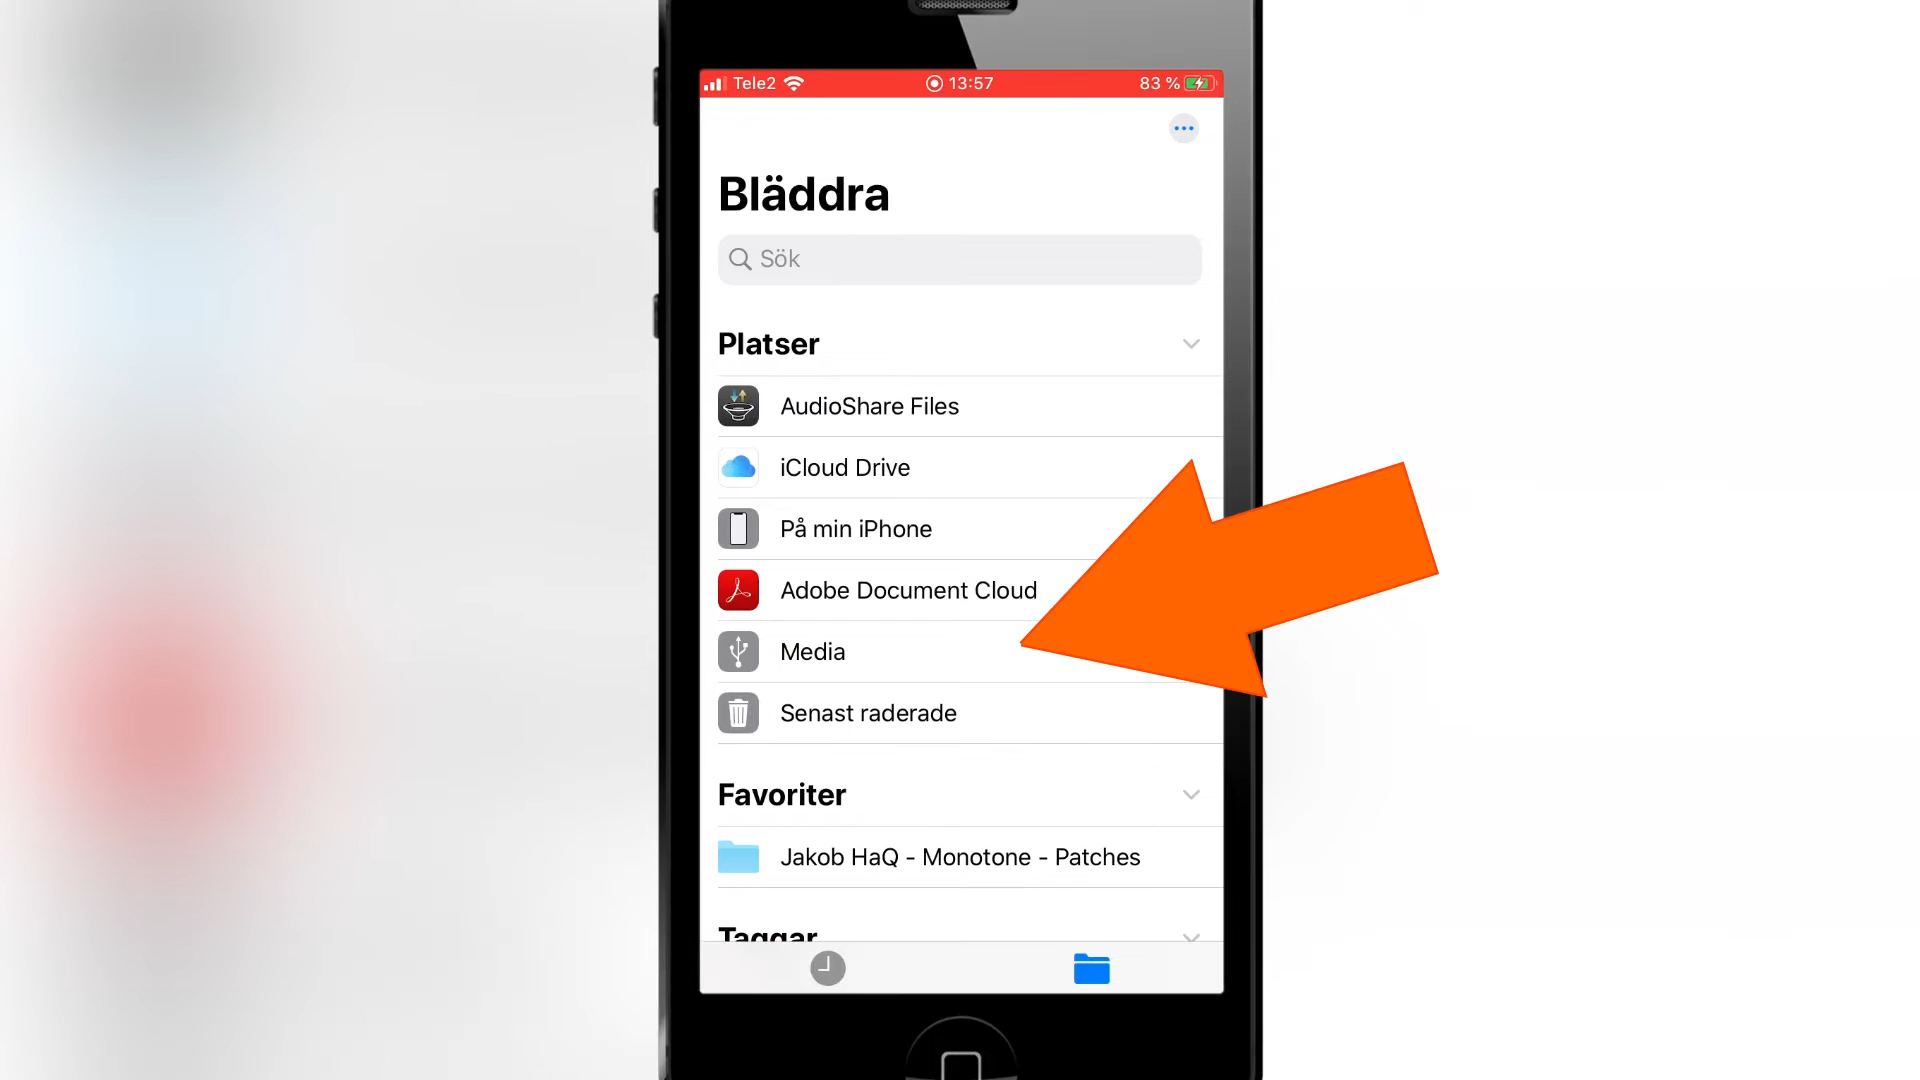 Tele2
13:57
83 %
Bläddra
Sök
Platser
AudioShare Files
iCloud Drive
På min iPhone
Adobe Document Cloud
Media
Senast raderade
Favoriter
Jakob HaQ - Monotone - Patches
Taggar